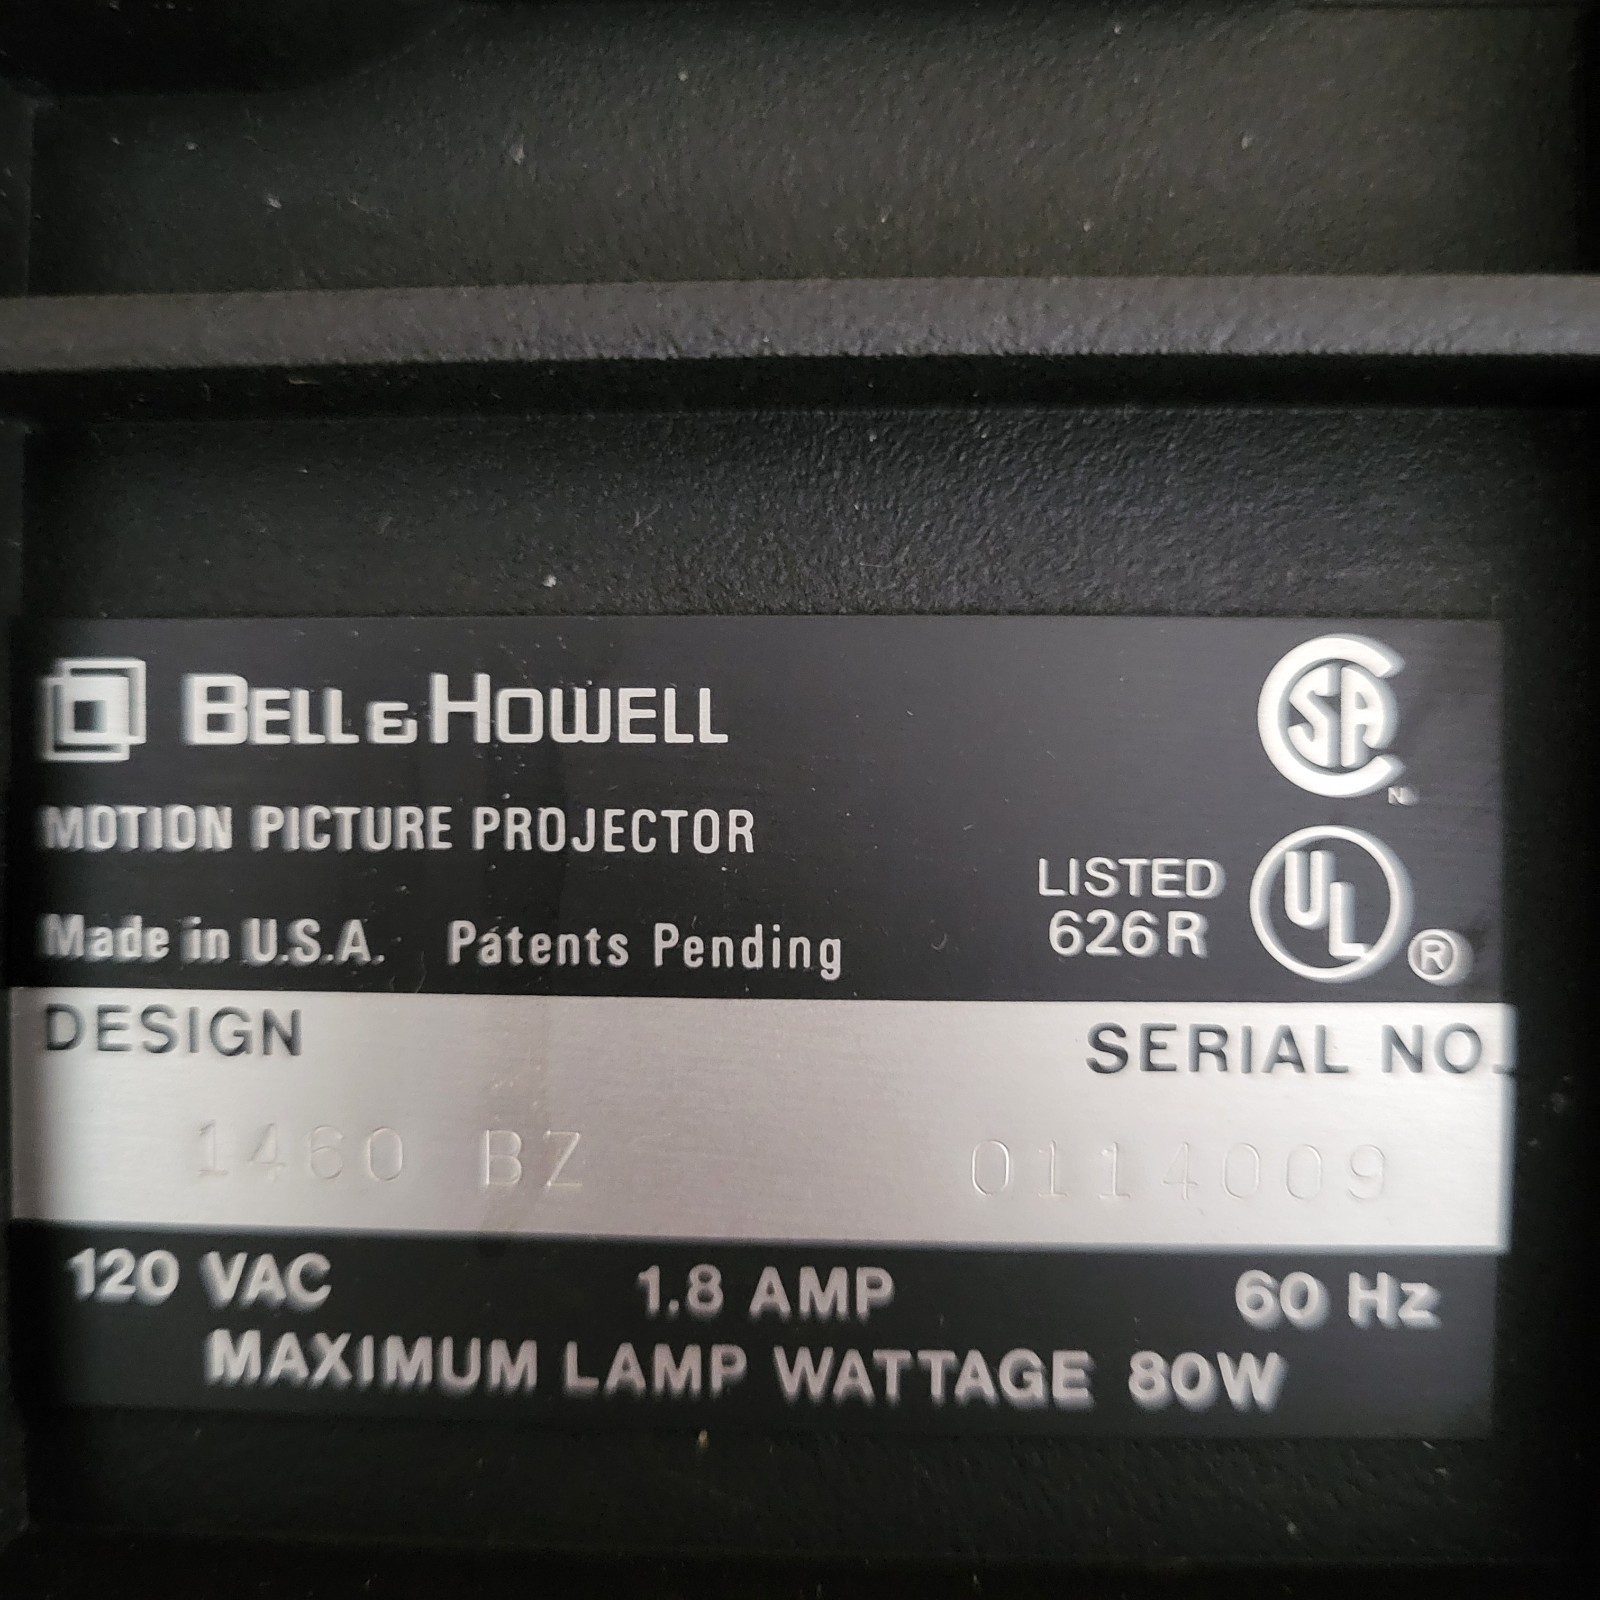 BELL & HOWELL
MOTION PICTURE PROJECTOR
Made in U.S.A. Patents Pending
SA
LISTED
626R
UL
®
DESIGN
SERIAL NO.
1460 BZ
0114009
120 VAC 1.8 AMP 60 Hz
MAXIMUM LAMP WATTAGE 80W